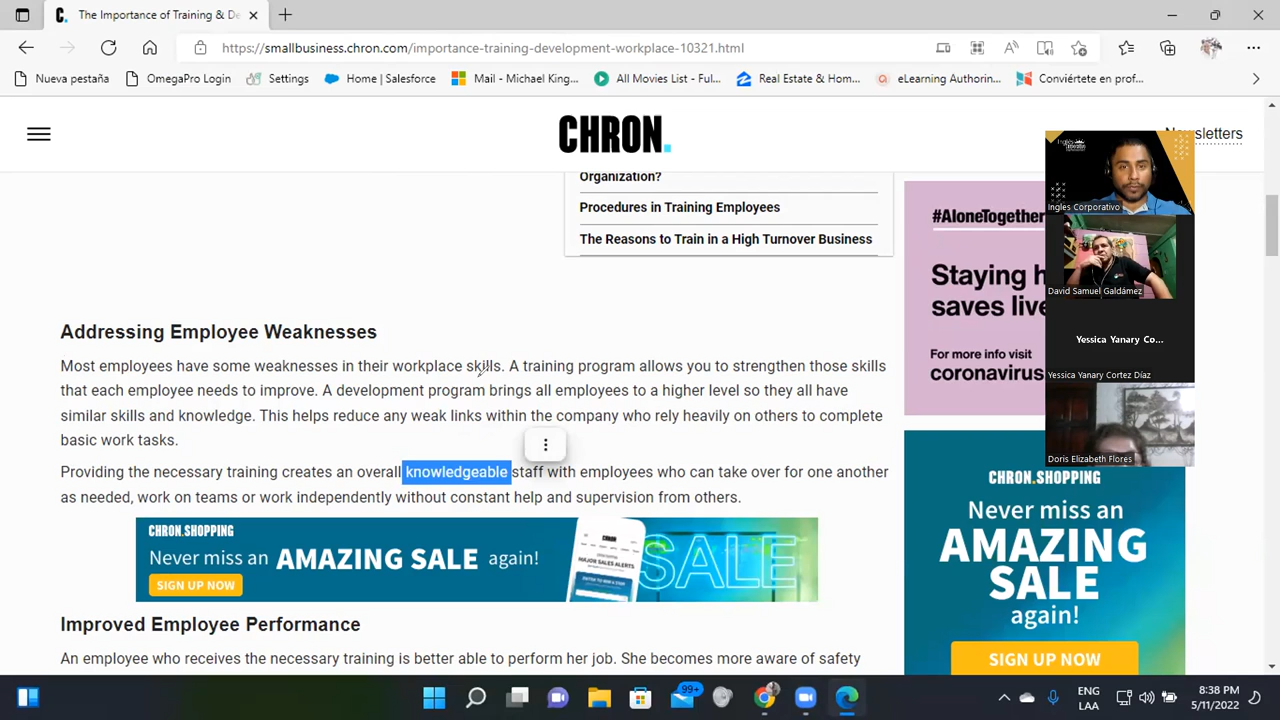 The Importance of Training & De
https://smallbusiness.chron.com/importance-training-development-workplace-10321.html
Nueva pestaña
OmegaPro Login
Settings
Home | Salesforce
Mail - Michael King...
All Movies List - Ful...
Real Estate & Hom...
eLearning Authorin...
Conviértete en prof...
CHRON.
Newsletters
Organization?
Procedures in Training Employees
The Reasons to Train in a High Turnover Business
#AloneTogether
Staying h
saves live
For more info visit
coronavirus
Ingles Corporativo
David Samuel Galdámez
Yessica Yanary Co...
Yessica Yanary Cortez Díaz
Doris Elizabeth Flores
Addressing Employee Weaknesses
Most employees have some weaknesses in their workplace skills. A training program allows you to strengthen those skills
that each employee needs to improve. A development program brings all employees to a higher level so they all have
similar skills and knowledge. This helps reduce any weak links within the company who rely heavily on others to complete
basic work tasks.
Providing the necessary training creates an overall knowledgeable staff with employees who can take over for one another
as needed, work on teams or work independently without constant help and supervision from others.
CHRON.SHOPPING
Never miss an AMAZING SALE again!
SIGN UP NOW
CHRON
MAJOR SALES ALERTS
SALE
CHRON.SHOPPING
Never miss an
AMAZING
SALE
again!
SIGN UP NOW
Improved Employee Performance
An employee who receives the necessary training is better able to perform her job. She becomes more aware of safety
99+
ENG
LAA
8:38 PM
5/11/2022